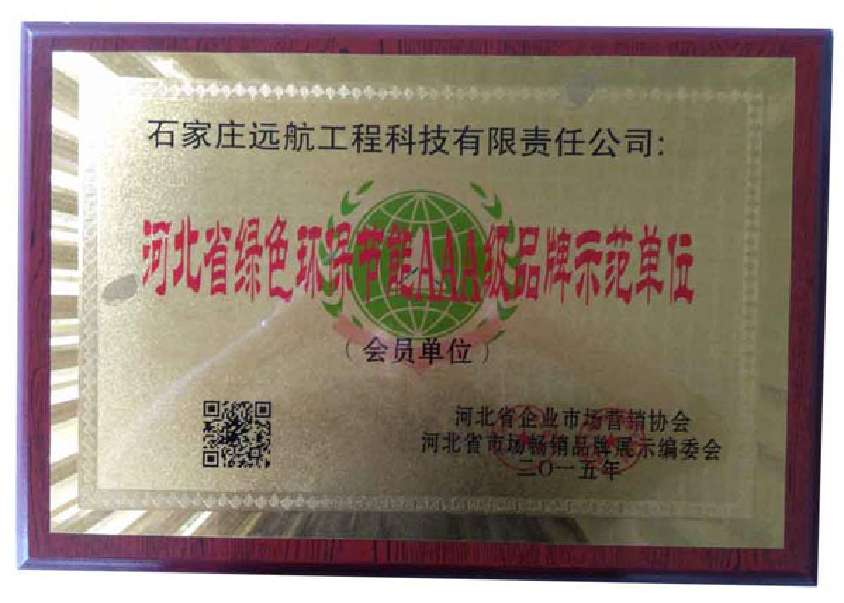 石家庄远航工程科技有限责任公司:
河北省绿色环保节能AAA级品牌示范单位
(会员单位)
河北省企业市场营销协会
河北省市场畅销品牌展示编委会
二〇一五年